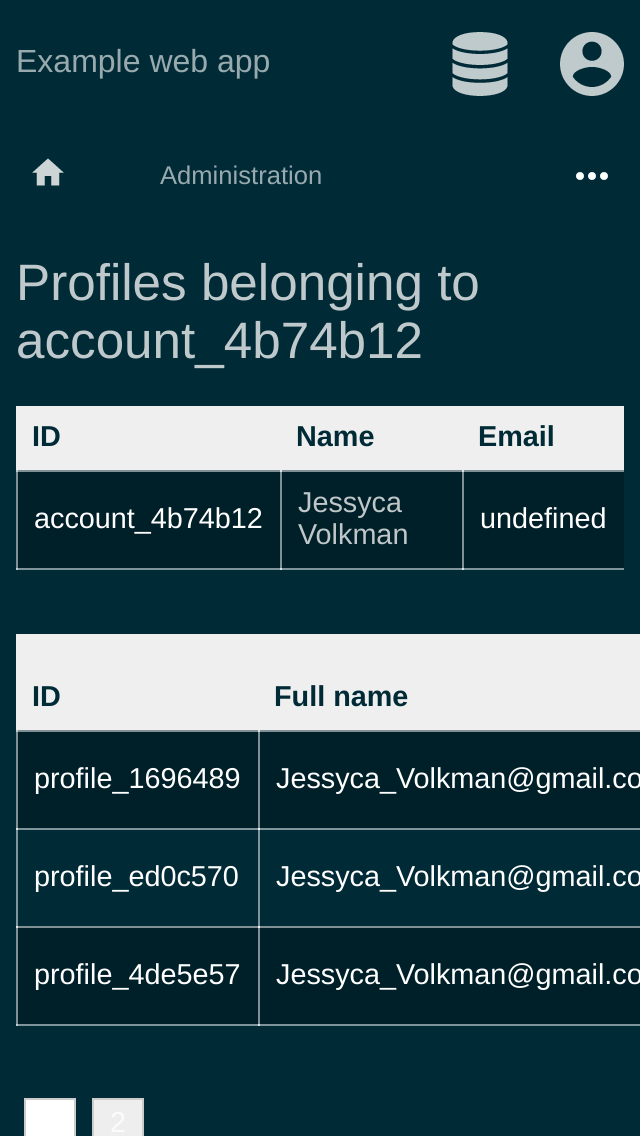 Example web app
Administration
Profiles belonging to
account_4b74b12
ID Name Email
account_4b74b12 Jessyca Volkman undefined
ID Full name
profile_1696489 Jessyca_Volkman@gmail.co
profile_ed0c570 Jessyca_Volkman@gmail.co
profile_4de5e57 Jessyca_Volkman@gmail.co
2